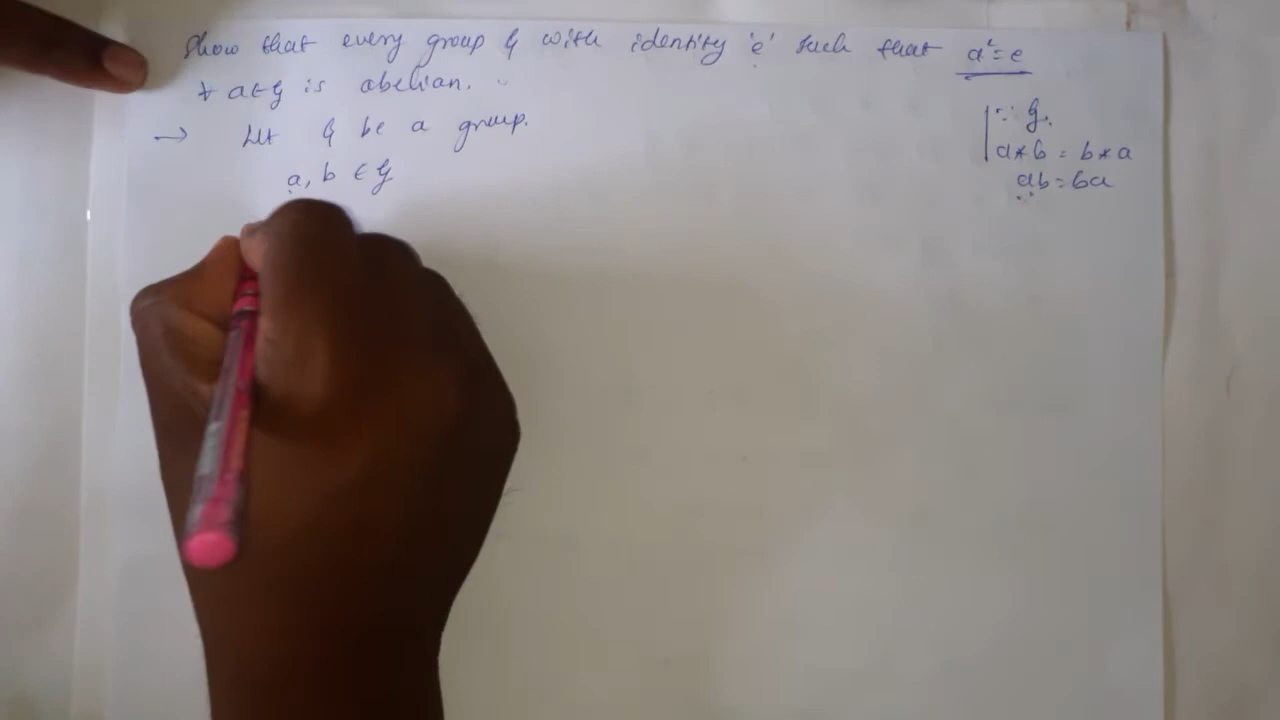 Show that every group G with identity 'e' such that a²=e
∀ a∈G is abelian.
→ Let G be a group.
a, b ∈ G
∵ G.
a*b = b*a
ab=ba